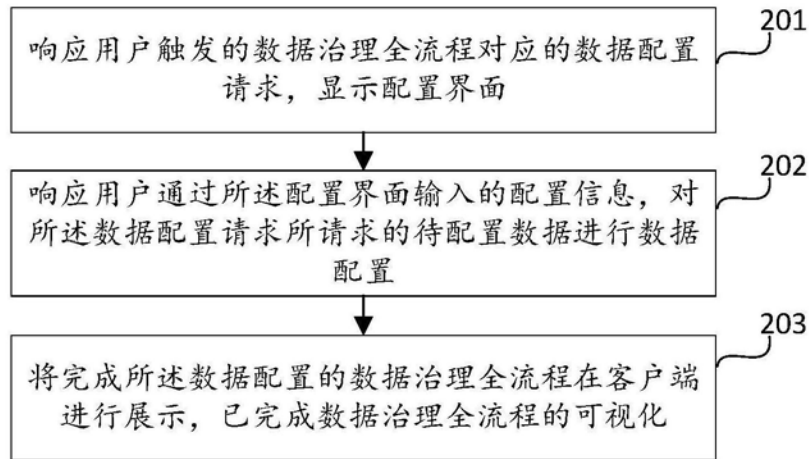 响应用户触发的数据治理全流程对应的数据配置
请求，显示配置界面
201
响应用户通过所述配置界面输入的配置信息，对
所述数据配置请求所请求的待配置数据进行数据
配置
202
将完成所述数据配置的数据治理全流程在客户端
进行展示，已完成数据治理全流程的可视化
203